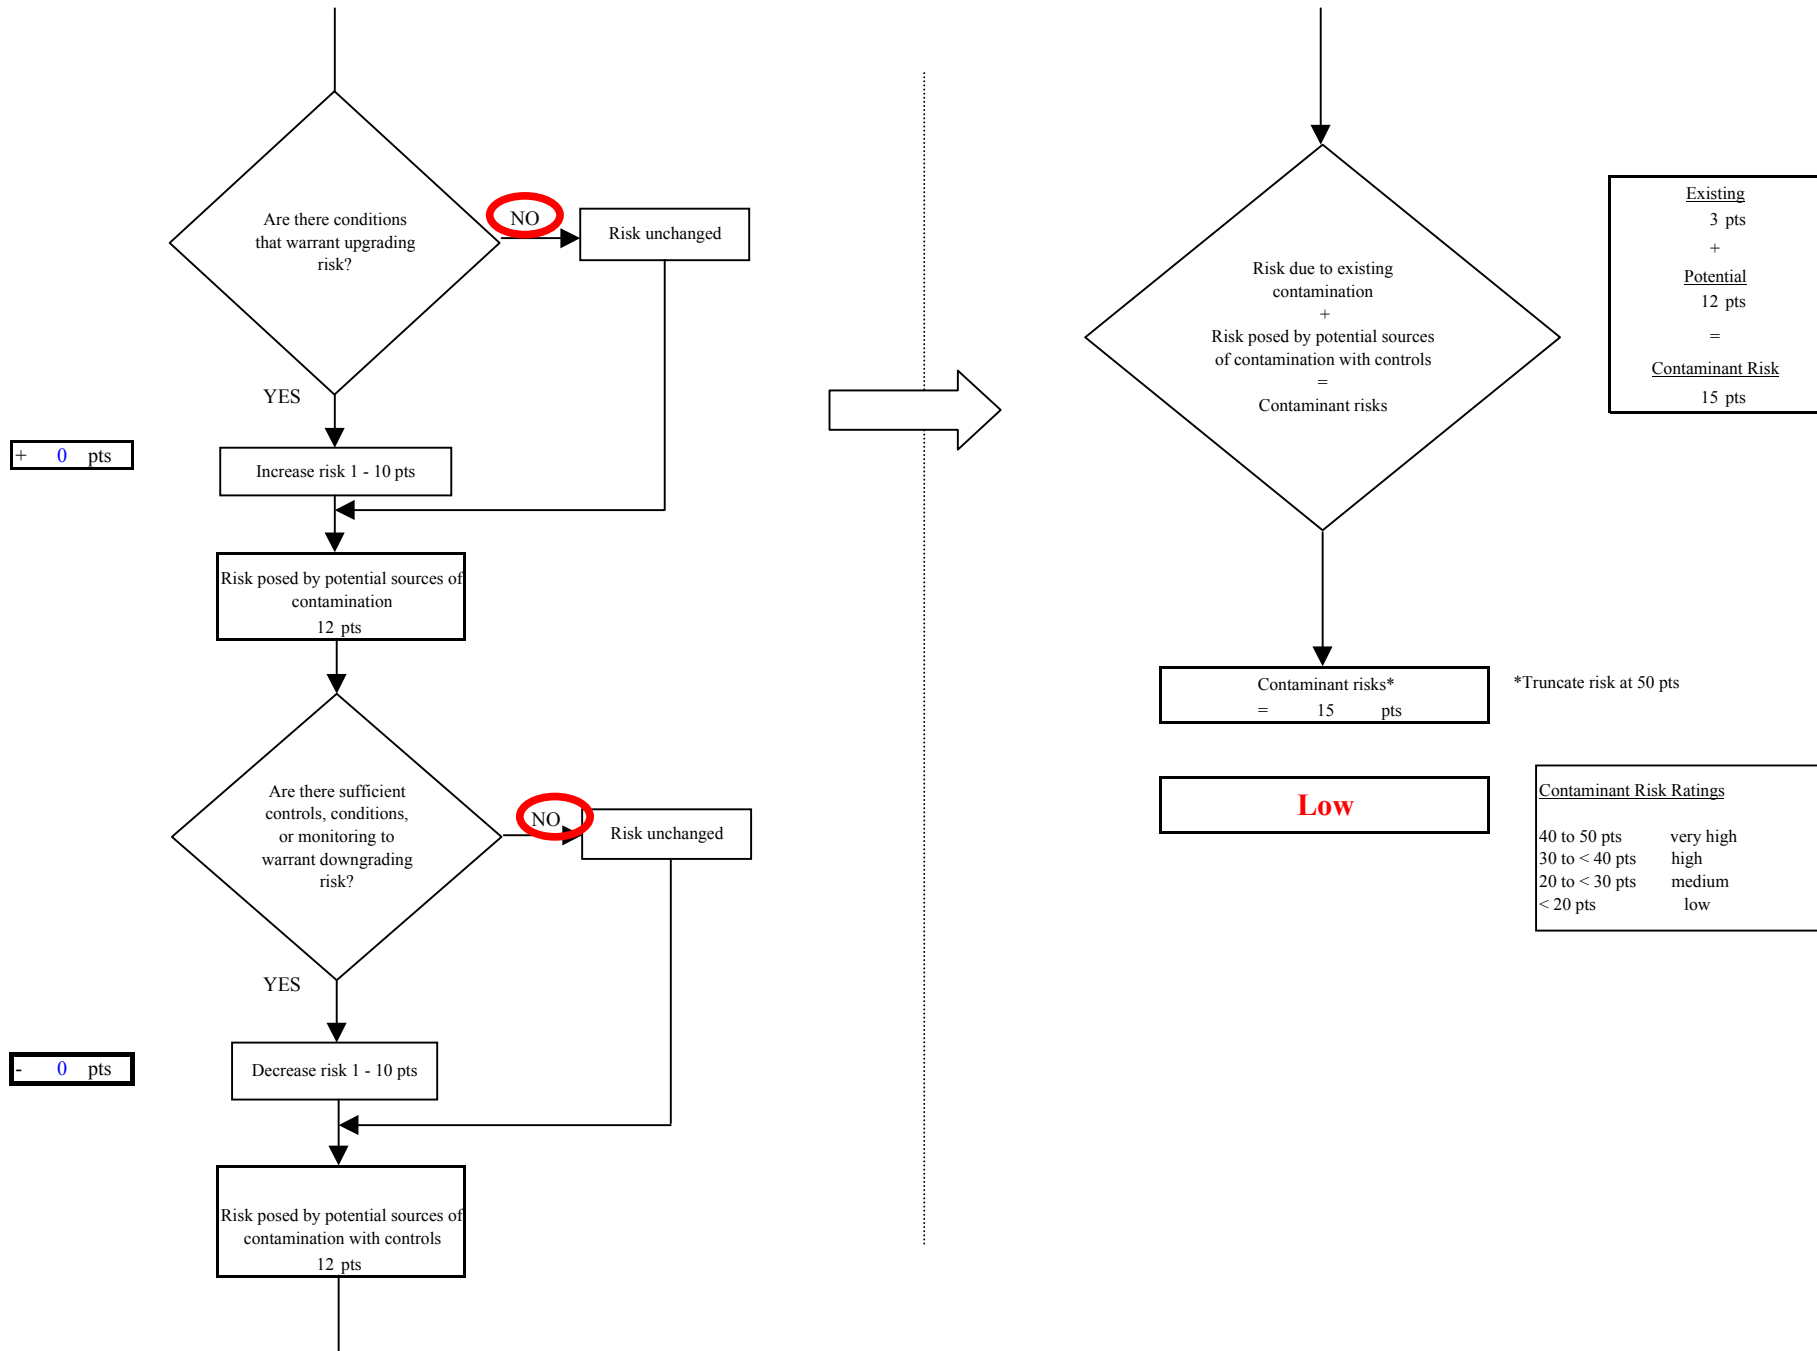 Are there conditions
that warrant upgrading
risk?
NO
Risk unchanged
YES
+ 0 pts
Increase risk 1 - 10 pts
Risk posed by potential sources of
contamination
12 pts
Are there sufficient
controls, conditions,
or monitoring to
warrant downgrading
risk?
NO
Risk unchanged
YES
- 0 pts
Decrease risk 1 - 10 pts
Risk posed by potential sources of
contamination with controls
12 pts
Risk due to existing
contamination
+
Risk posed by potential sources
of contamination with controls
=
Contaminant risks
Existing
3 pts
+
Potential
12 pts
=
Contaminant Risk
15 pts
Contaminant risks*
= 15 pts
*Truncate risk at 50 pts
Low
Contaminant Risk Ratings
40 to 50 pts very high
30 to < 40 pts high
20 to < 30 pts medium
< 20 pts low